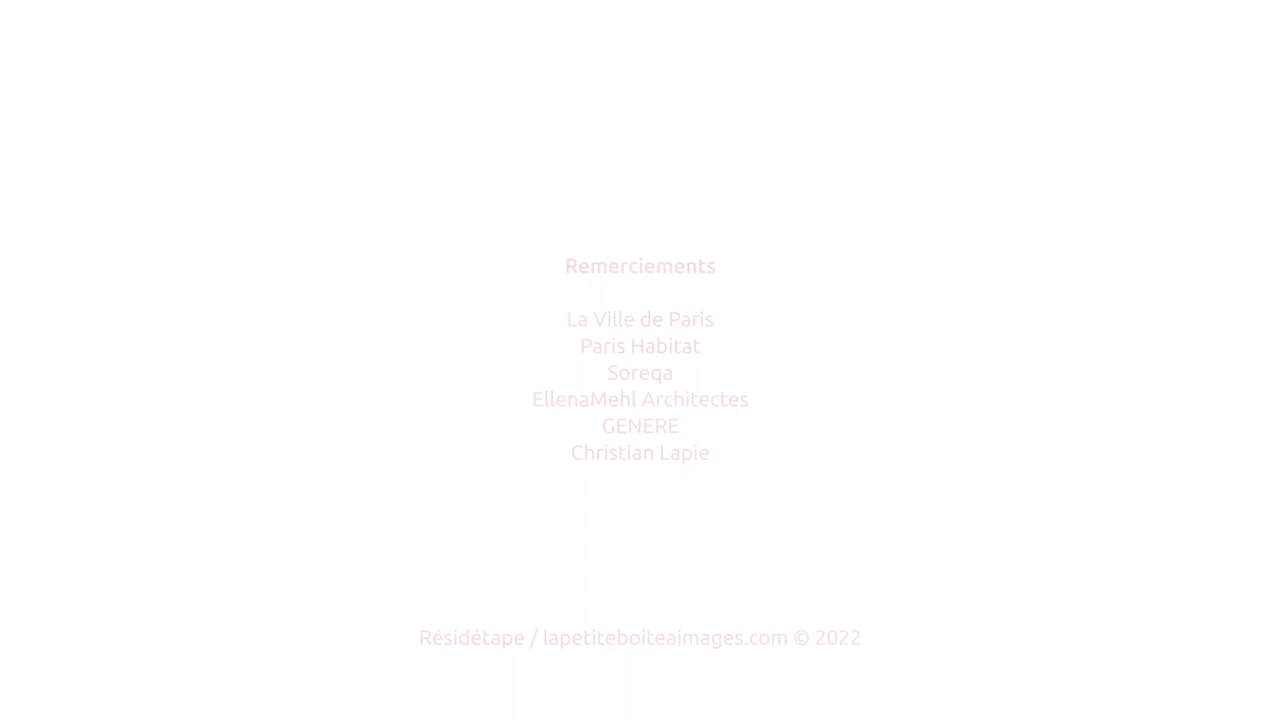 Remerciements
La Ville de Paris
Paris Habitat
Soreqa
EllenaMehl Architectes
GENERE
Christian Lapie
Résidétape / lapetiteboiteaimages.com © 2022